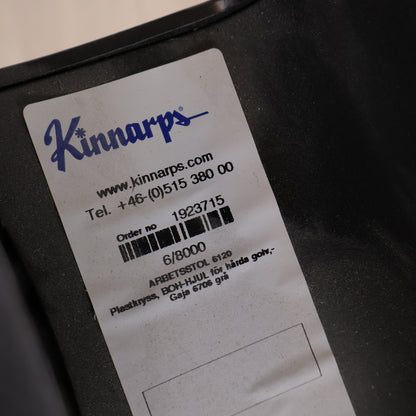 Kinnarps®
www.kinnarps.com
Tel. +46-(0)515 380 00
Order no 1923715
6/8000
ARBETSSTOL 6120
Plastkryss, BOH-HJUL för hårda golv,-
Gaja 6706 grå